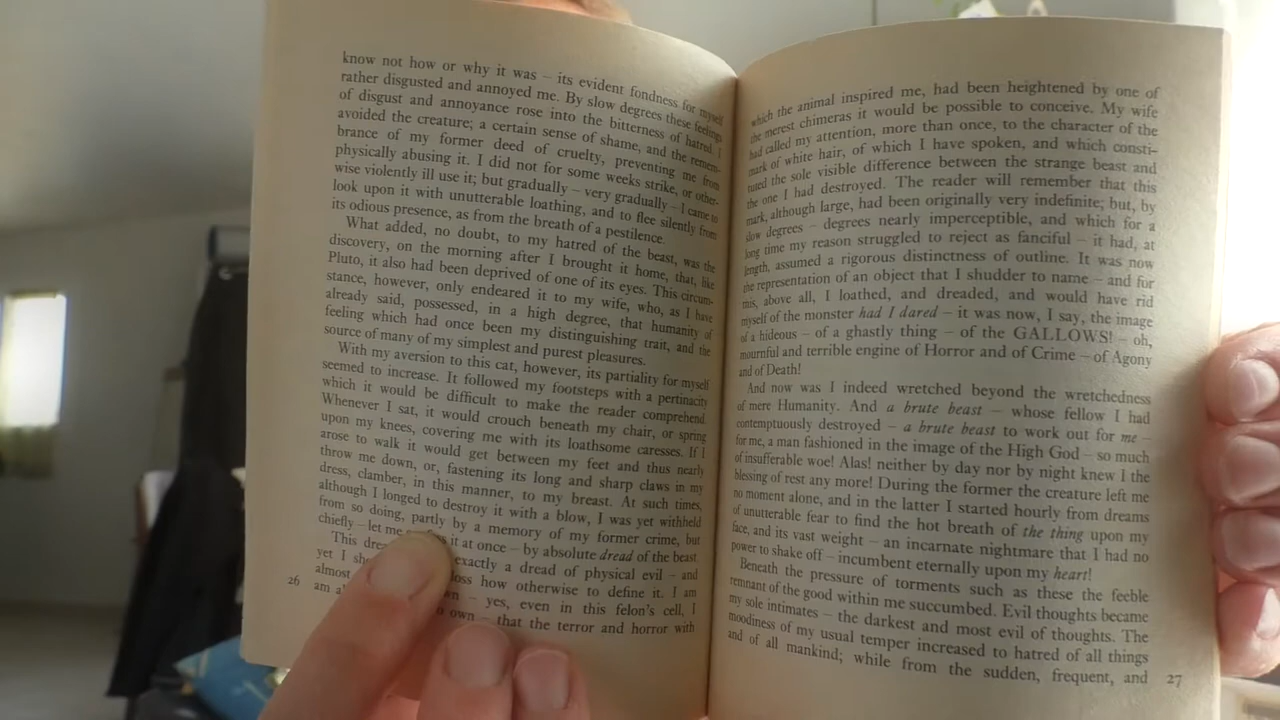 know not how or why it was – its evident fondness for myself
rather disgusted and annoyed me. By slow degrees these feelings
of disgust and annoyance rose into the bitterness of hatred. I
avoided the creature; a certain sense of shame, and the remem-
brance of my former deed of cruelty, preventing me from
physically abusing it. I did not for some weeks strike, or other-
wise violently ill use it; but gradually – very gradually – I came to
look upon it with unutterable loathing, and to flee silently from
its odious presence, as from the breath of a pestilence.
What added, no doubt, to my hatred of the beast, was the
discovery, on the morning after I brought it home, that, like
Pluto, it also had been deprived of one of its eyes. This circum-
stance, however, only endeared it to my wife, who, as I have
already said, possessed, in a high degree, that humanity of
feeling which had once been my distinguishing trait, and the
source of many of my simplest and purest pleasures.
With my aversion to this cat, however, its partiality for myself
seemed to increase. It followed my footsteps with a pertinacity
which it would be difficult to make the reader comprehend.
Whenever I sat, it would crouch beneath my chair, or spring
upon my knees, covering me with its loathsome caresses. If I
arose to walk it would get between my feet and thus nearly
throw me down, or, fastening its long and sharp claws in my
dress, clamber, in this manner, to my breast. At such times,
although I longed to destroy it with a blow, I was yet withheld
from so doing, partly by a memory of my former crime, but
chiefly – let me it at once – by absolute dread of the beast.
This exactly a dread of physical evil – and
yet I loss how otherwise to define it. I am
almost – yes, even in this felon's cell, I
am own – that the terror and horror with
26
which the animal inspired me, had been heightened by one of
the merest chimeras it would be possible to conceive. My wife
had called my attention, more than once, to the character of the
mark of white hair, of which I have spoken, and which consti-
tuted the sole visible difference between the strange beast and
the one I had destroyed. The reader will remember that this
mark, although large, had been originally very indefinite; but, by
slow degrees – degrees nearly imperceptible, and which for a
long time my reason struggled to reject as fanciful – it had, at
length, assumed a rigorous distinctness of outline. It was now
the representation of an object that I shudder to name – and for
this, above all, I loathed, and dreaded, and would have rid
myself of the monster had I dared – it was now, I say, the image
of a hideous – of a ghastly thing – of the GALLOWS! – oh,
mournful and terrible engine of Horror and of Crime – of Agony
and of Death!
And now was I indeed wretched beyond the wretchedness
of mere Humanity. And a brute beast – whose fellow I had
contemptuously destroyed – a brute beast to work out for me –
for me, a man fashioned in the image of the High God – so much
of insufferable woe! Alas! neither by day nor by night knew I the
blessing of rest any more! During the former the creature left me
no moment alone, and in the latter I started hourly from dreams
of unutterable fear to find the hot breath of the thing upon my
face, and its vast weight – an incarnate nightmare that I had no
power to shake off – incumbent eternally upon my heart!
Beneath the pressure of torments such as these the feeble
remnant of the good within me succumbed. Evil thoughts became
my sole intimates – the darkest and most evil of thoughts. The
moodiness of my usual temper increased to hatred of all things
and of all mankind; while from the sudden, frequent, and
27